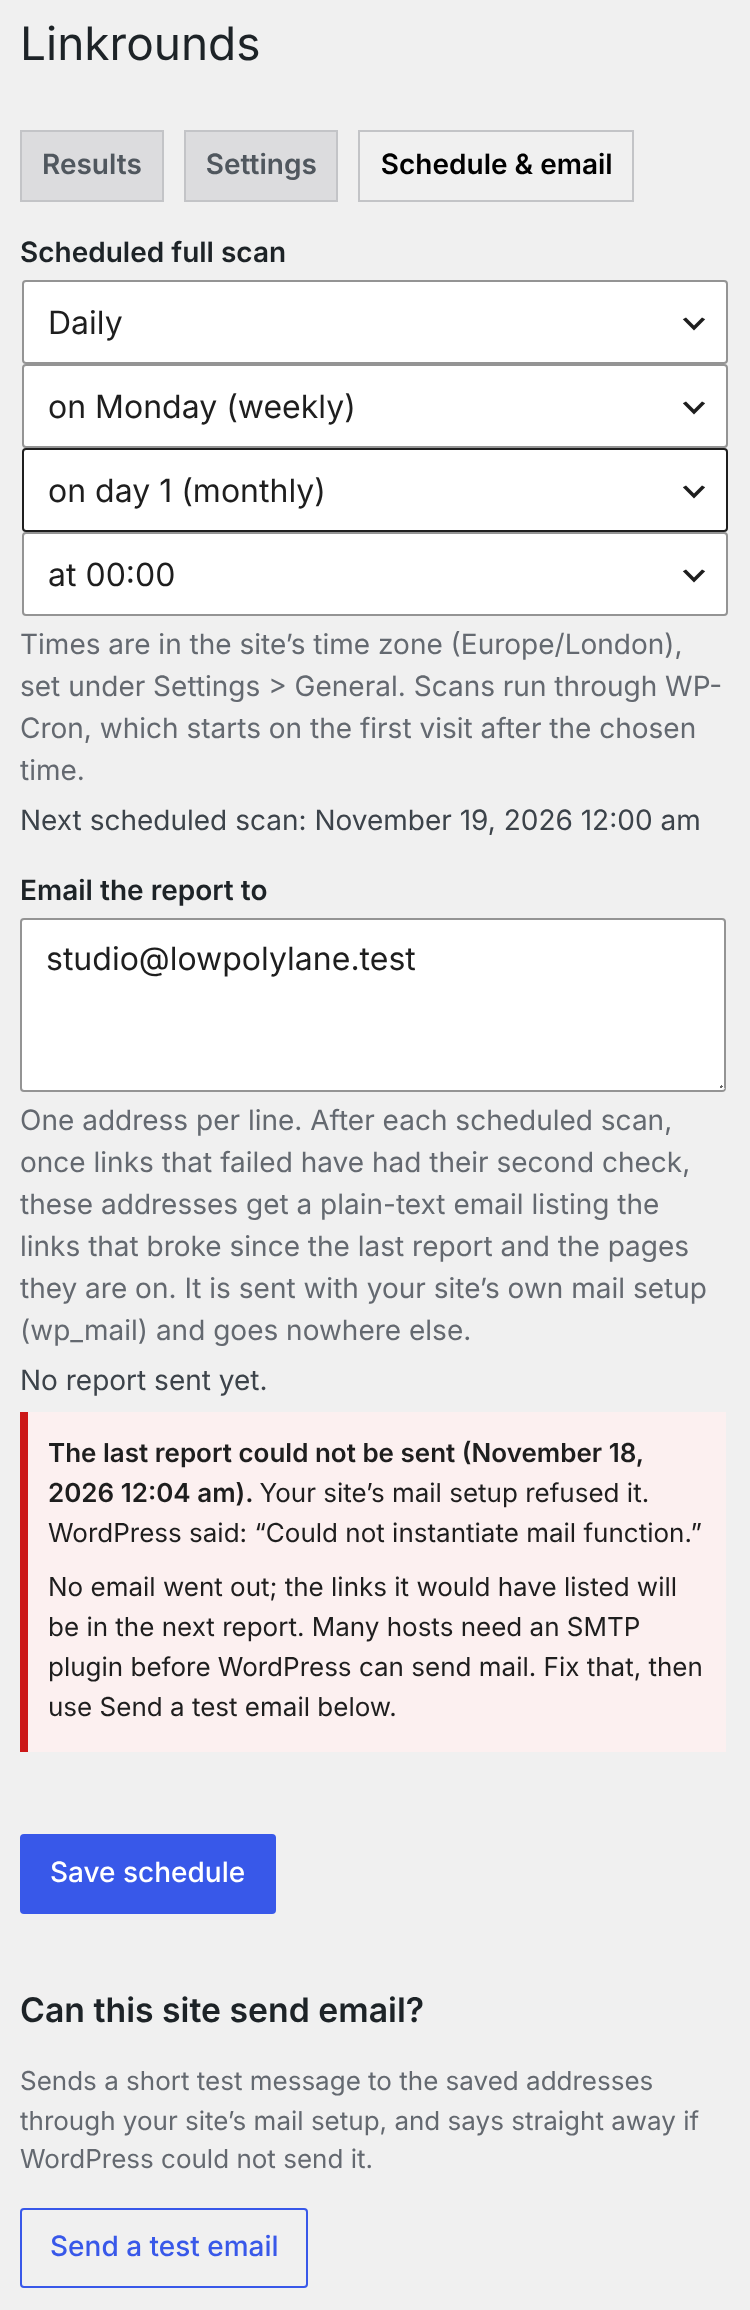 Linkrounds
Results
Settings
Schedule & email
Scheduled full scan
Daily
on Monday (weekly)
on day 1 (monthly)
at 00:00
Times are in the site’s time zone (Europe/London),
set under Settings > General. Scans run through WP-
Cron, which starts on the first visit after the chosen
time.
Next scheduled scan: November 19, 2026 12:00 am
Email the report to
studio@lowpolylane.test
One address per line. After each scheduled scan,
once links that failed have had their second check,
these addresses get a plain-text email listing the
links that broke since the last report and the pages
they are on. It is sent with your site’s own mail setup
(wp_mail) and goes nowhere else.
No report sent yet.
The last report could not be sent (November 18,
2026 12:04 am). Your site’s mail setup refused it.
WordPress said: “Could not instantiate mail function.”
No email went out; the links it would have listed will
be in the next report. Many hosts need an SMTP
plugin before WordPress can send mail. Fix that, then
use Send a test email below.
Save schedule
Can this site send email?
Sends a short test message to the saved addresses
through your site’s mail setup, and says straight away if
WordPress could not send it.
Send a test email